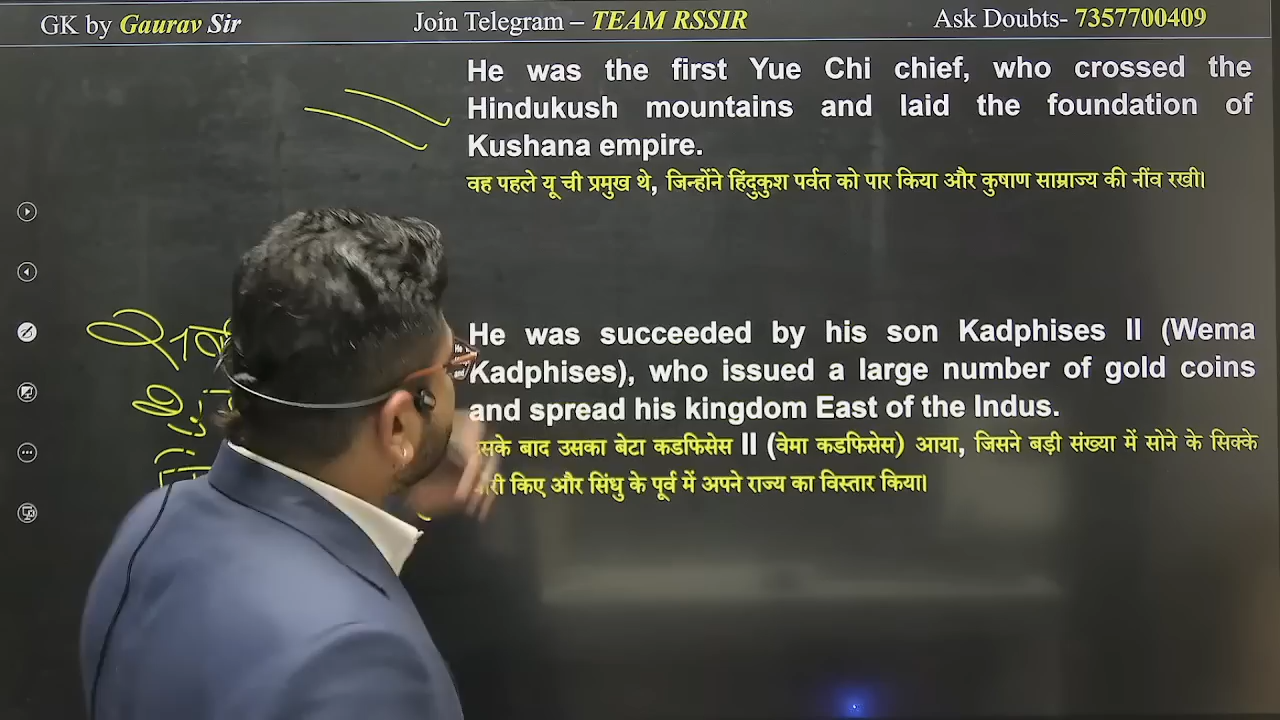 GK by Gaurav Sir
Join Telegram – TEAM RSSIR
Ask Doubts- 7357700409
He was the first Yue Chi chief, who crossed the
Hindukush mountains and laid the foundation of
Kushana empire.
वह पहले यू ची प्रमुख थे, जिन्होंने हिंदुकुश पर्वत को पार किया और कुषाण साम्राज्य की नींव रखी।
He was succeeded by his son Kadphises II (Wema
Kadphises), who issued a large number of gold coins
and spread his kingdom East of the Indus.
के बाद उसका बेटा कडफिसेस II (वेमा कडफिसेस) आया, जिसने बड़ी संख्या में सोने के सिक्के
किए और सिंधु के पूर्व में अपने राज्य का विस्तार किया।